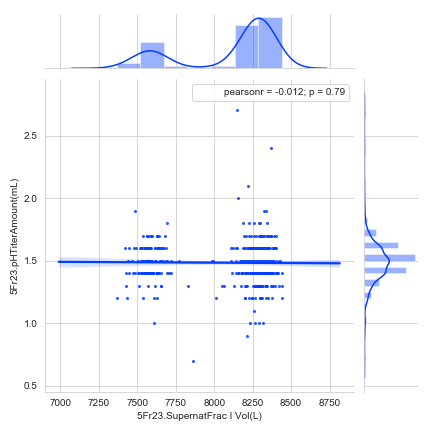 pearsonr = -0.012; p = 0.79
5Fr23.pHTiterAmount(mL)
2.5
2.0
1.5
1.0
0.5
7000 7250 7500 7750 8000 8250 8500 8750
5Fr23.SupernatFrac I Vol(L)